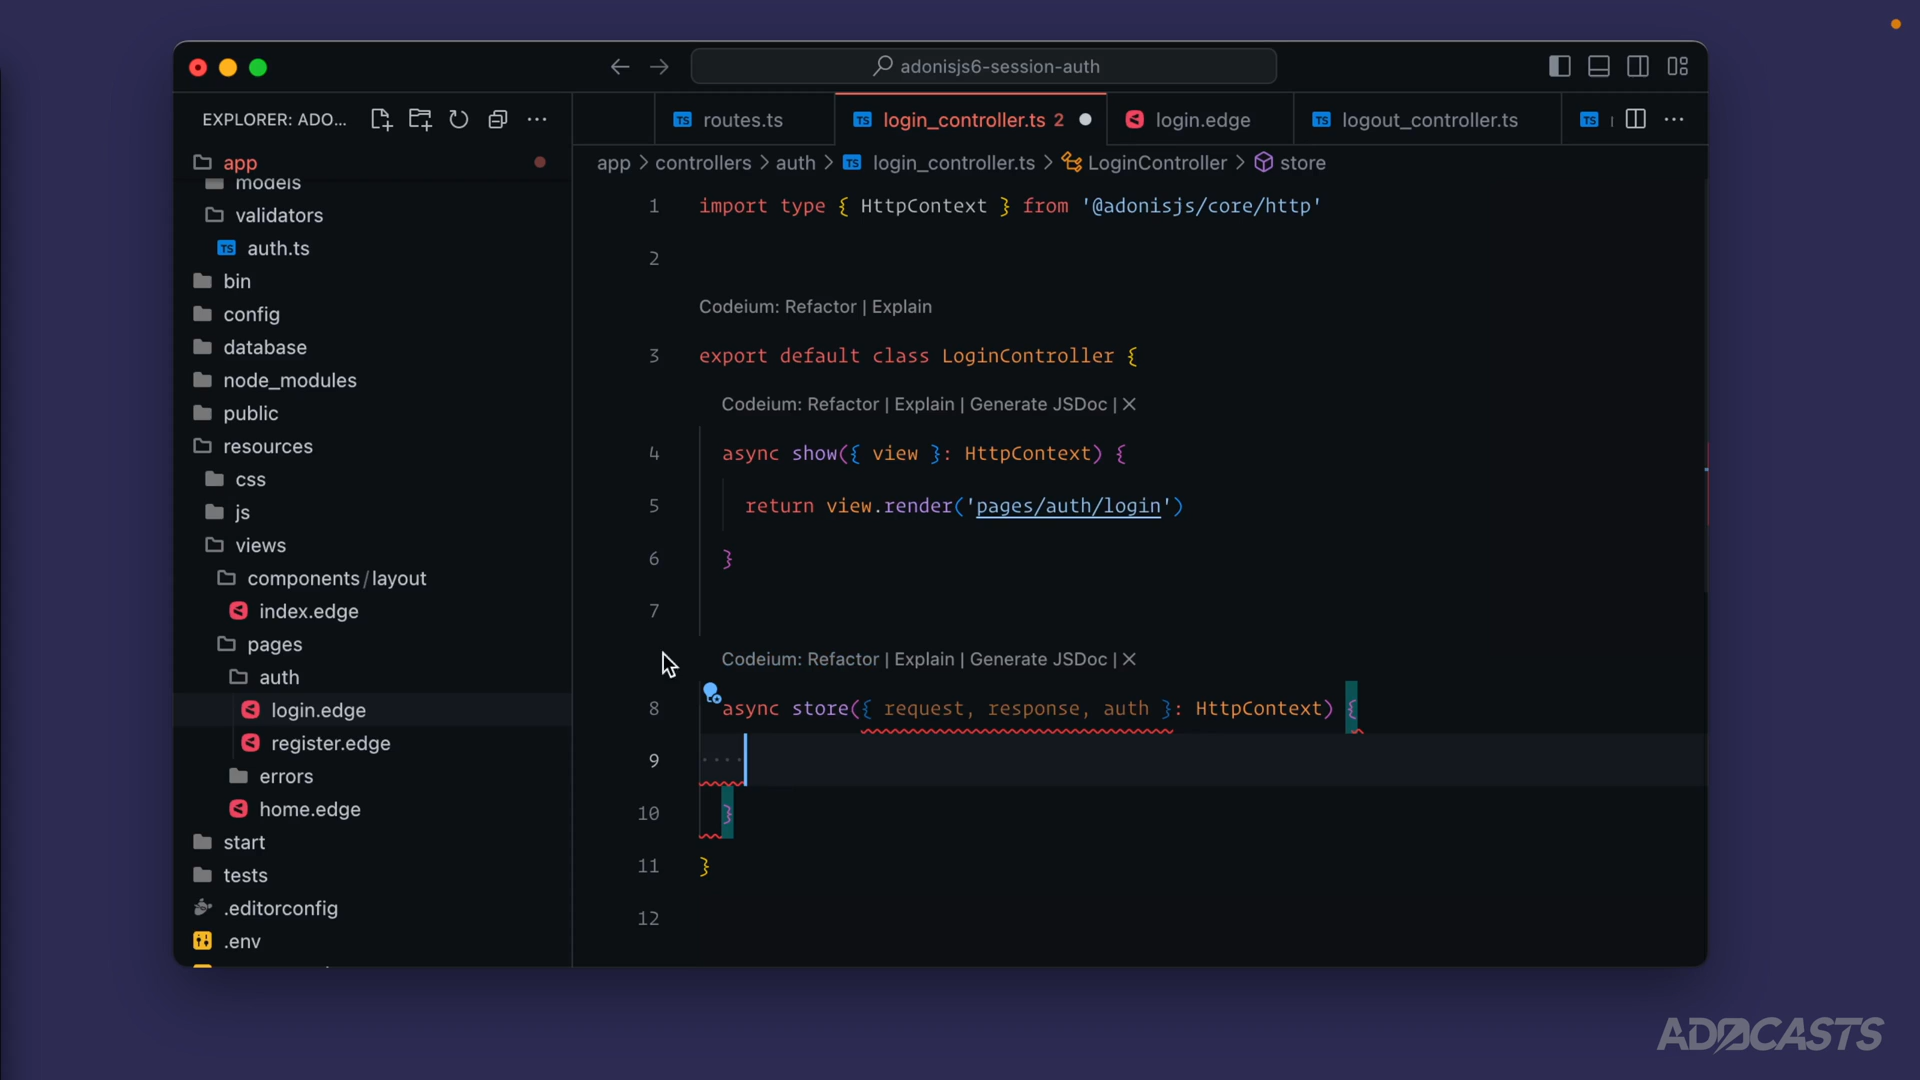 adonisjs6-session-auth
EXPLORER: ADO...
routes.ts
login_controller.ts 2
login.edge
logout_controller.ts
app > controllers > auth > login_controller.ts > LoginController > store
app
models
validators
auth.ts
bin
config
database
node_modules
public
resources
css
js
views
components/layout
index.edge
pages
auth
login.edge
register.edge
errors
home.edge
start
tests
.editorconfig
.env
1 import type { HttpContext } from '@adonisjs/core/http'
2
Codeium: Refactor | Explain
3 export default class LoginController {
Codeium: Refactor | Explain | Generate JSDoc | ✕
4 async show({ view }: HttpContext) {
5 return view.render('pages/auth/login')
6 }
7
Codeium: Refactor | Explain | Generate JSDoc | ✕
8 async store({ request, response, auth }: HttpContext) {
9
10 }
11 }
12
ADOCASTS